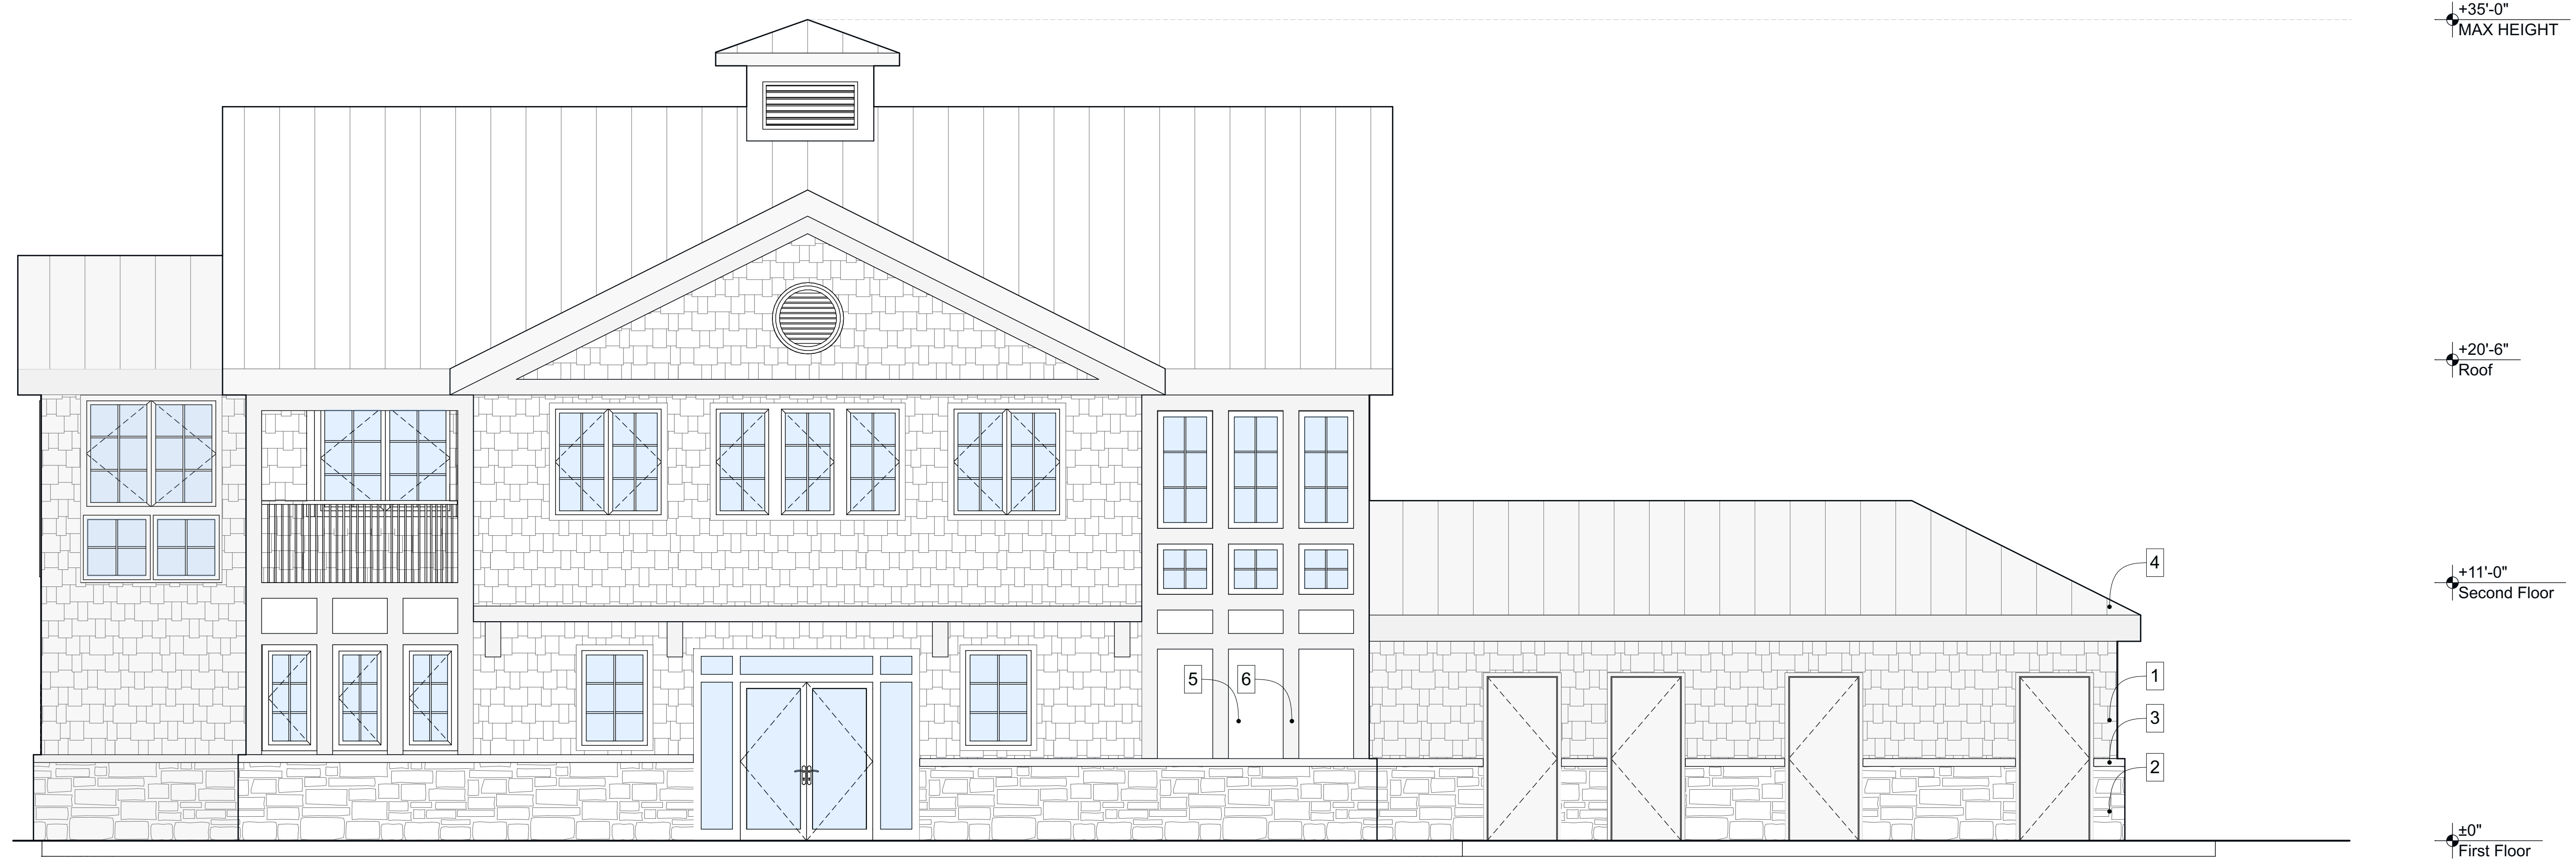 +35'-0"
MAX HEIGHT
+20'-6"
Roof
4
+11'-0"
Second Floor
5
6
1
3
2
±0"
First Floor